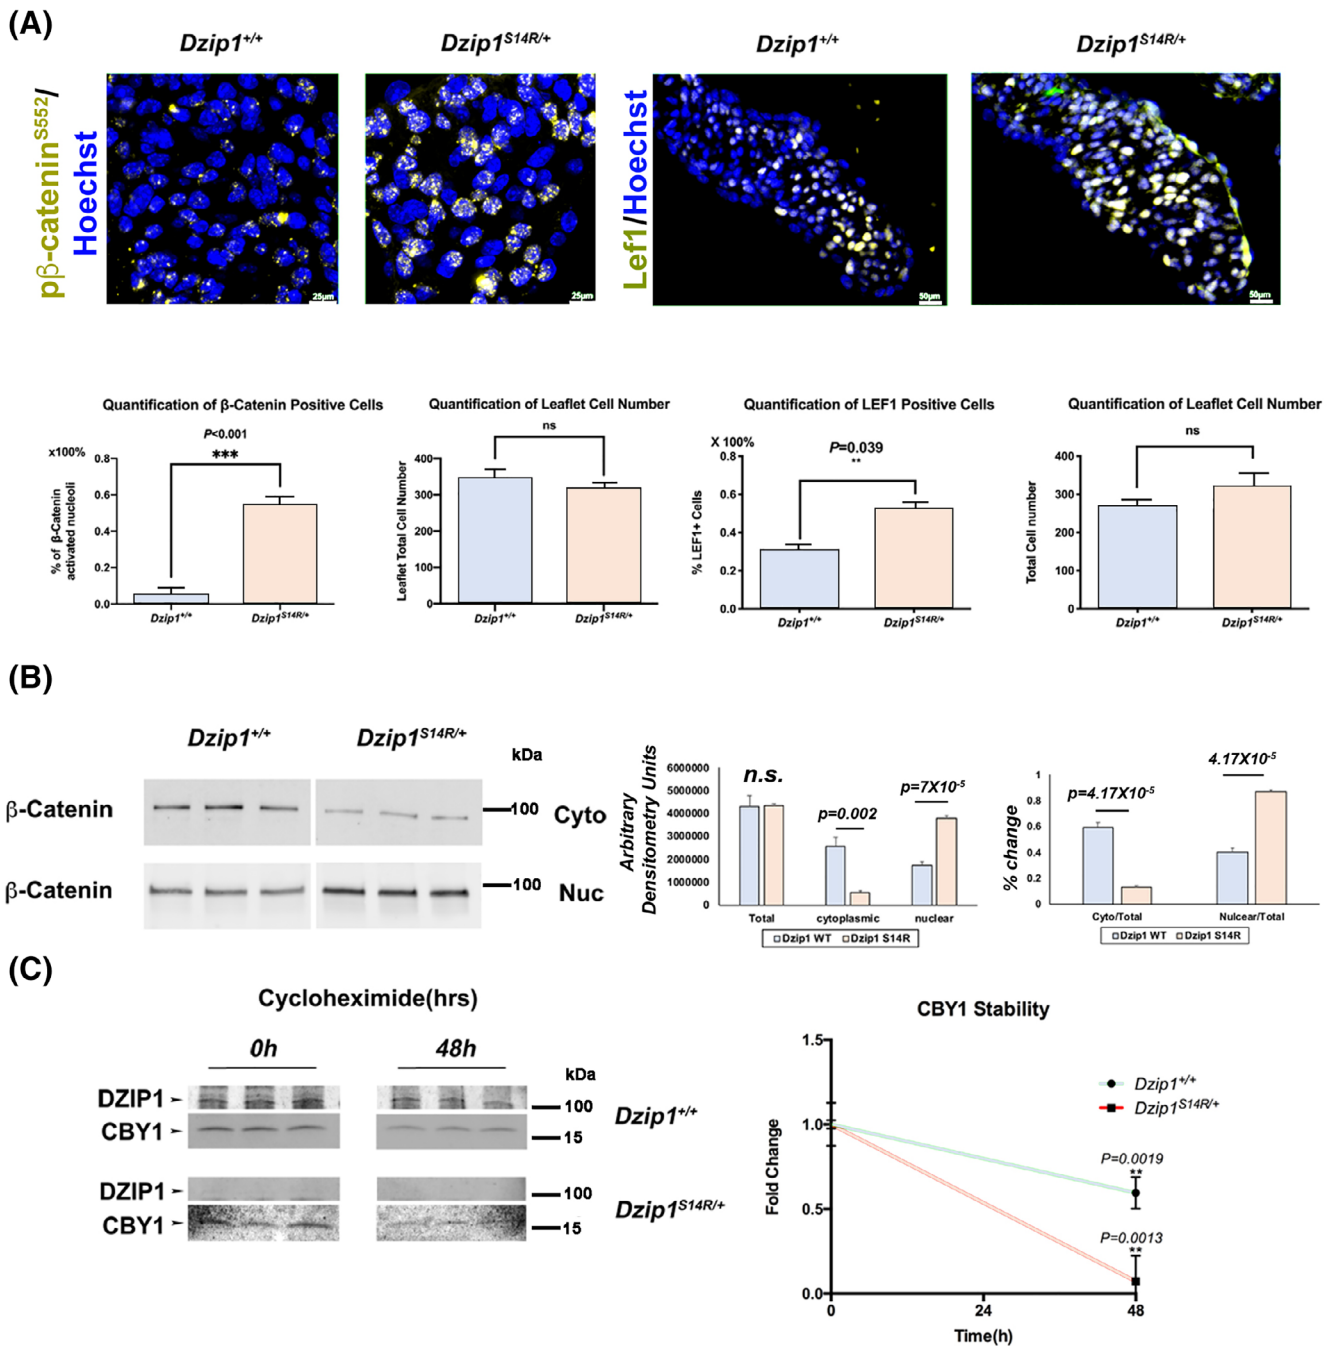 (A)
Dzip1+/+
Dzip1S14R/+
Dzip1+/+
Dzip1S14R/+
pβ-cateninS552/
Hoechst
Lef1/Hoechst
25μm
25μm
50μm
50μm
Quantification of β-Catenin Positive Cells
P<0.001
***
x100%
0.8
0.6
0.4
0.2
0.0
% of β-Catenin
activated nucleoli
Dzip1+/+
Dzip1S14R/+
Quantification of Leaflet Cell Number
ns
400
300
200
100
0
Leaflet Total Cell Number
Dzip1+/+
Dzip1S14R/+
Quantification of LEF1 Positive Cells
X 100%
P=0.039
**
0.8
0.6
0.4
0.2
0.0
% LEF1+ Cells
Dzip1+/+
Dzip1S14R/+
Quantification of Leaflet Cell Number
ns
400
300
200
100
0
Total Cell number
Dzip1+/+
Dzip1S14R/+
(B)
Dzip1+/+
Dzip1S14R/+
kDa
β-Catenin
100
Cyto
β-Catenin
100
Nuc
Arbitrary
Densitometry Units
6000000
5000000
4000000
3000000
2000000
1000000
0
n.s.
p=0.002
p=7X10-5
Total
cytoplasmic
nuclear
Dzip1 WT
Dzip1 S14R
% change
1
0.8
0.6
0.4
0.2
0
p=4.17X10-5
4.17X10-5
Cyto/Total
Nulcear/Total
Dzip1 WT
Dzip1 S14R
(C)
Cycloheximide(hrs)
0h
48h
kDa
DZIP1
100
CBY1
15
Dzip1+/+
DZIP1
100
CBY1
15
Dzip1S14R/+
CBY1 Stability
1.5
1.0
0.5
0.0
Fold Change
Dzip1+/+
Dzip1S14R/+
P=0.0019
**
P=0.0013
**
0
24
48
Time(h)